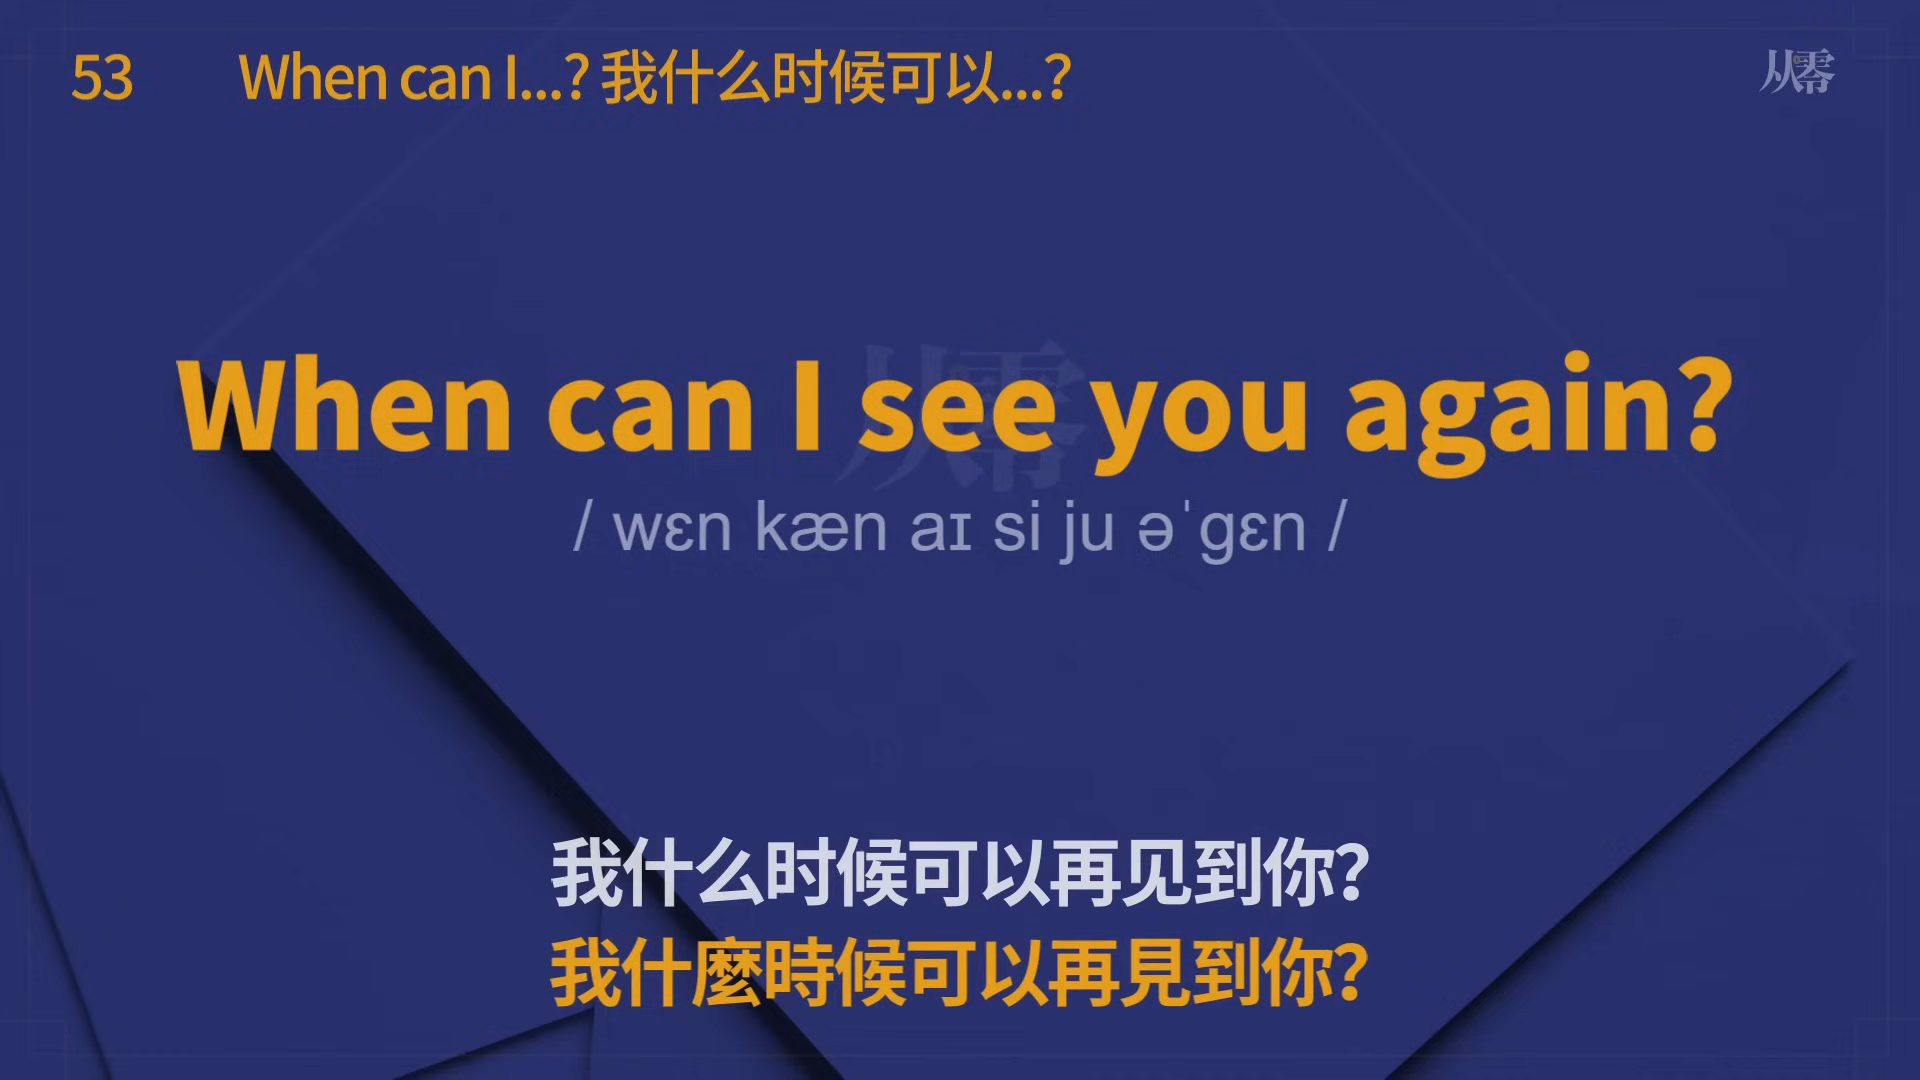 53 When can I...? 我什么时候可以...?
从零
When can I see you again?
/ wɛn kæn aɪ si ju əˈgɛn /
我什么时候可以再见到你?
我什麼時候可以再見到你?